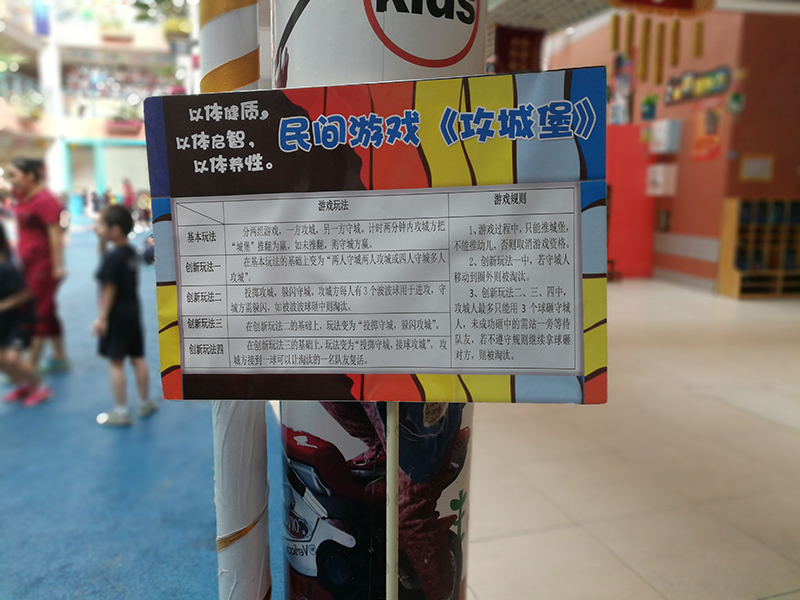 Kids
以体健质。
以体启智，
以体养性。
民间游戏《攻城堡》
游戏玩法
游戏规则
基本玩法
分两组游戏，一方攻城，另一方守城，计时两分钟内攻城方把
“城堡”推翻为赢，如未推翻，则守城方赢。
创新玩法一
在基本玩法的基础上变为“两人守城两人攻城或四人守城多人
攻城”。
创新玩法二
投掷攻城，躲闪守城，攻城方每人有3个波波球用于进攻，守
城方需躲闪，如被波波球砸中则淘汰。
创新玩法三
在创新玩法二的基础上，玩法变为“投掷守城，躲闪攻城”。
创新玩法四
在创新玩法三的基础上，玩法变为“投掷守城，接球攻城”。攻
城方接到一球可以让淘汰的一名队友复活。
1、游戏过程中，只能推城堡，
不能推幼儿，否则取消游戏资格。
2、创新玩法一中，若守城人
移动到圈外则被淘汰。
3、创新玩法二、三、四中，
攻城人最多只能用3个球砸守城
人，未成功砸中的需站一旁等待
队友，若不遵守规则继续拿球砸
对方，则被淘汰。